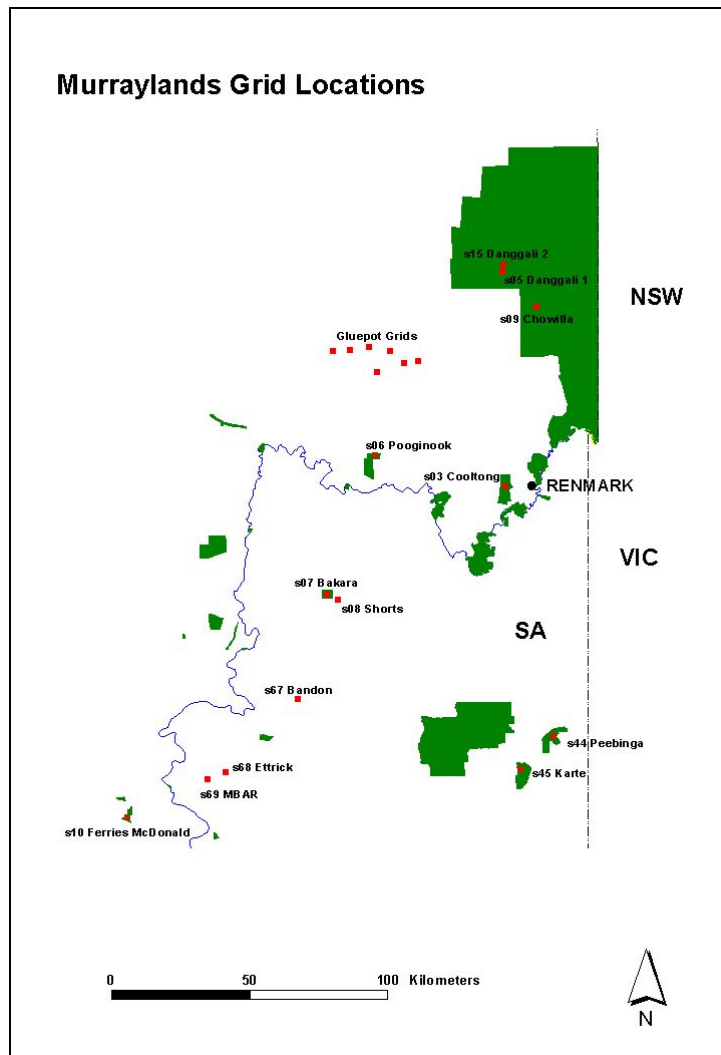 Murraylands Grid Locations
s15 Danggali 2
s05 Danggali 1
NSW
s09 Chowilla
Gluepot Grids
s06 Pooginook
s03 Cooltong
RENMARK
VIC
s07 Bakara
s08 Shorts
SA
s67 Bandon
s44 Peebinga
s68 Ettrick
s45 Karte
s69 MBAR
s10 Ferries McDonald
0 50 100 Kilometers
N